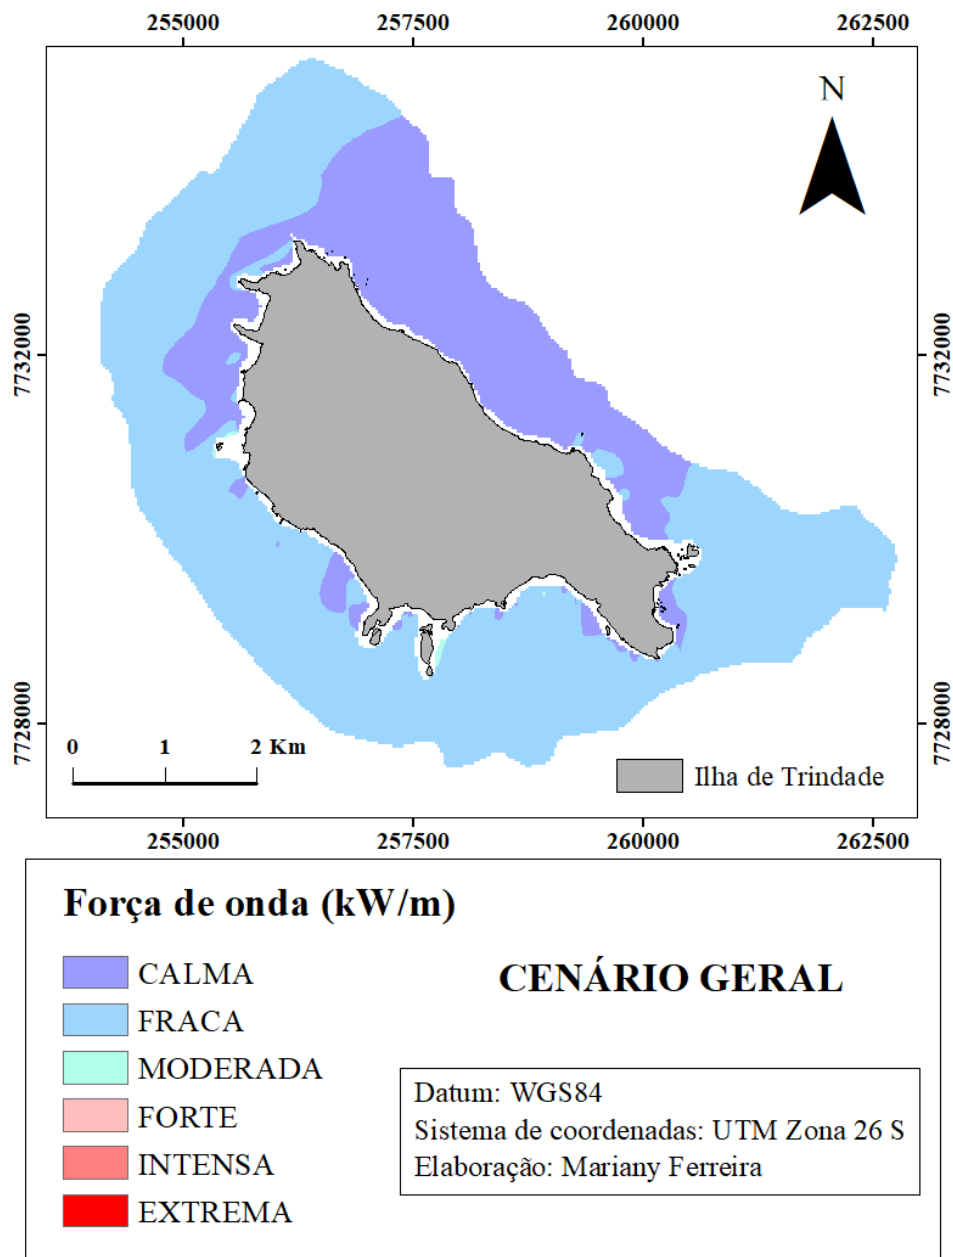 255000 257500 260000 262500
N
7732000 7732000
7728000 7728000
0 1 2 Km
Ilha de Trindade
255000 257500 260000 262500
Força de onda (kW/m)
CALMA
FRACA
MODERADA
FORTE
INTENSA
EXTREMA
CENÁRIO GERAL
Datum: WGS84
Sistema de coordenadas: UTM Zona 26 S
Elaboração: Mariany Ferreira